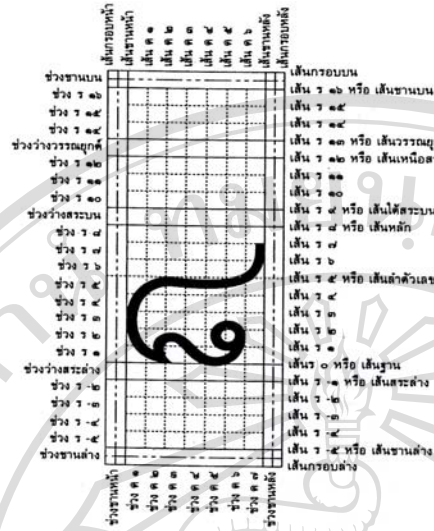 เส้นกรอบหน้า
เส้นชานหน้า
เส้น ค ๑
เส้น ค ๒
เส้น ค ๓
เส้น ค ๔
เส้น ค ๕
เส้น ค ๖
เส้นชานหลัง
เส้นกรอบหลัง
ช่วงชานบน
ช่วง ร ๑๖
ช่วง ร ๑๕
ช่วง ร ๑๔
ช่วงว่างวรรณยุกต์
ช่วง ร ๑๒
ช่วง ร ๑๑
ช่วง ร ๑๐
ช่วงว่างสระบน
ช่วง ร ๘
ช่วง ร ๗
ช่วง ร ๖
ช่วง ร ๕
ช่วง ร ๔
ช่วง ร ๓
ช่วง ร ๒
ช่วง ร ๑
ช่วงว่างสระล่าง
ช่วง ร -๒
ช่วง ร -๓
ช่วง ร -๔
ช่วง ร -๕
ช่วงชานล่าง
เส้นกรอบบน
เส้น ร ๑๖ หรือ เส้นชานบน
เส้น ร ๑๕
เส้น ร ๑๔
เส้น ร ๑๓ หรือ เส้นวรรณยุ
เส้น ร ๑๒ หรือ เส้นเหนือส
เส้น ร ๑๑
เส้น ร ๑๐
เส้น ร ๙ หรือ เส้นใต้สระบน
เส้น ร ๘ หรือ เส้นหลัก
เส้น ร ๗
เส้น ร ๖
เส้น ร ๕ หรือ เส้นลำตัวเลข
เส้น ร ๔
เส้น ร ๓
เส้น ร ๒
เส้น ร ๑
เส้นร ๐ หรือ เส้นฐาน
เส้น ร -๑ หรือ เส้นสระล่าง
เส้น ร -๒
เส้น ร -๓
เส้น ร -๔
เส้น ร -๕ หรือ เส้นชานล่าง
เส้นกรอบล่าง
ช่วงชานหน้า
ช่วง ค ๑
ช่วง ค ๒
ช่วง ค ๓
ช่วง ค ๔
ช่วง ค ๕
ช่วง ค ๖
ช่วง ค ๗
ช่วงชานหลัง